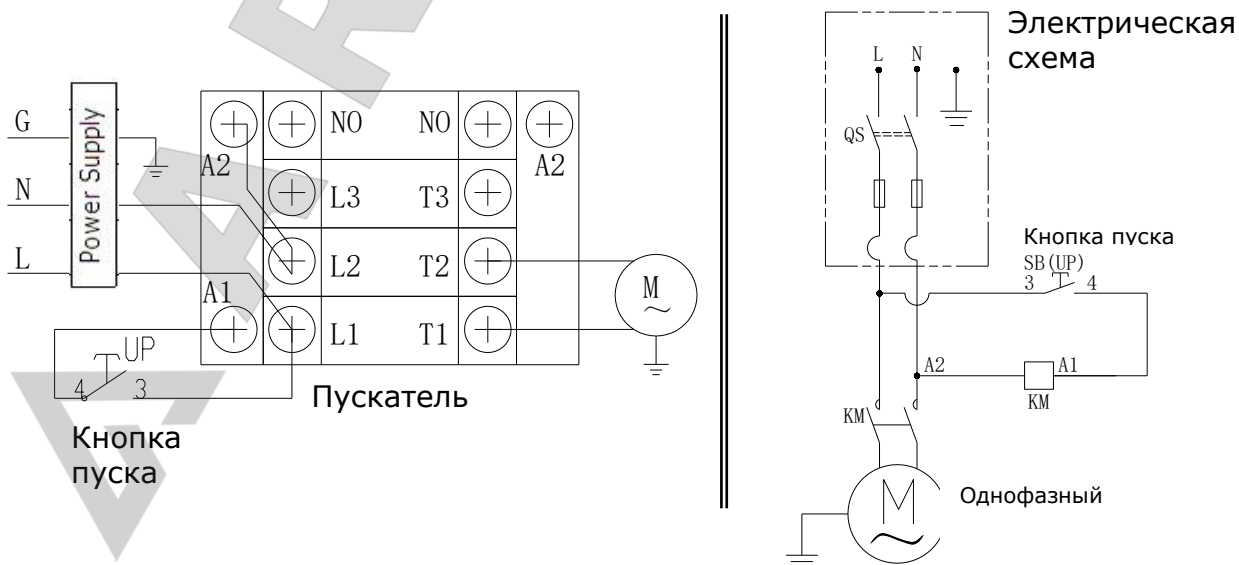 G
N
L
Power Supply
A2
NO
NO
A2
L3
T3
L2
T2
A1
L1
T1
M
UP
4
3
Пускатель
Кнопка
пуска
Электрическая
схема
L
N
QS
Кнопка пуска
SB(UP)
3
4
A2
A1
KM
KM
M
Однофазный